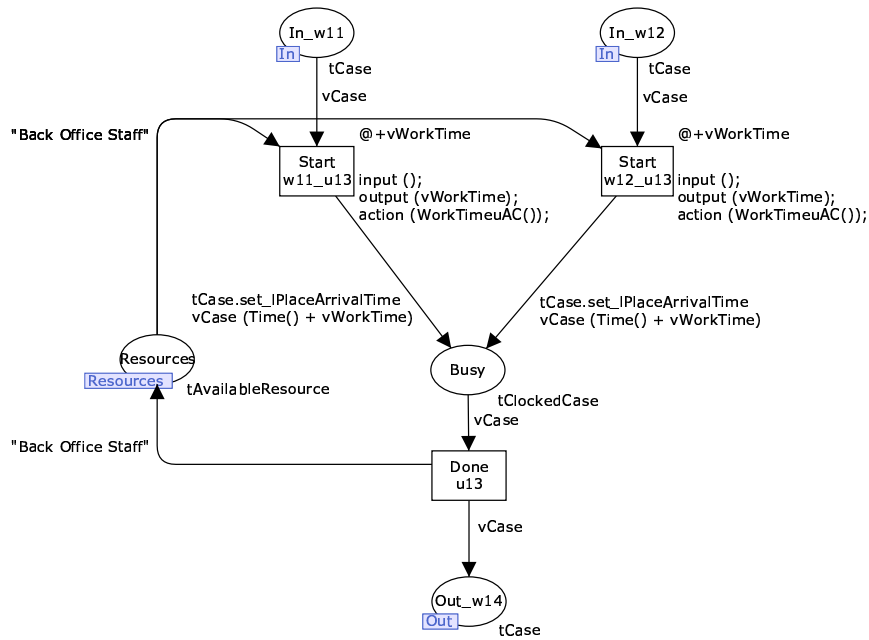 In_w11
In
tCase
vCase
In_w12
In
tCase
vCase
"Back Office Staff"
@+vWorkTime
Start
w11_u13
input ();
output (vWorkTime);
action (WorkTimeuAC());
@+vWorkTime
Start
w12_u13
input ();
output (vWorkTime);
action (WorkTimeuAC());
tCase.set_lPlaceArrivalTime
vCase (Time() + vWorkTime)
tCase.set_lPlaceArrivalTime
vCase (Time() + vWorkTime)
Resources
Resources
tAvailableResource
Busy
tClockedCase
vCase
"Back Office Staff"
Done
u13
vCase
Out_w14
Out
tCase